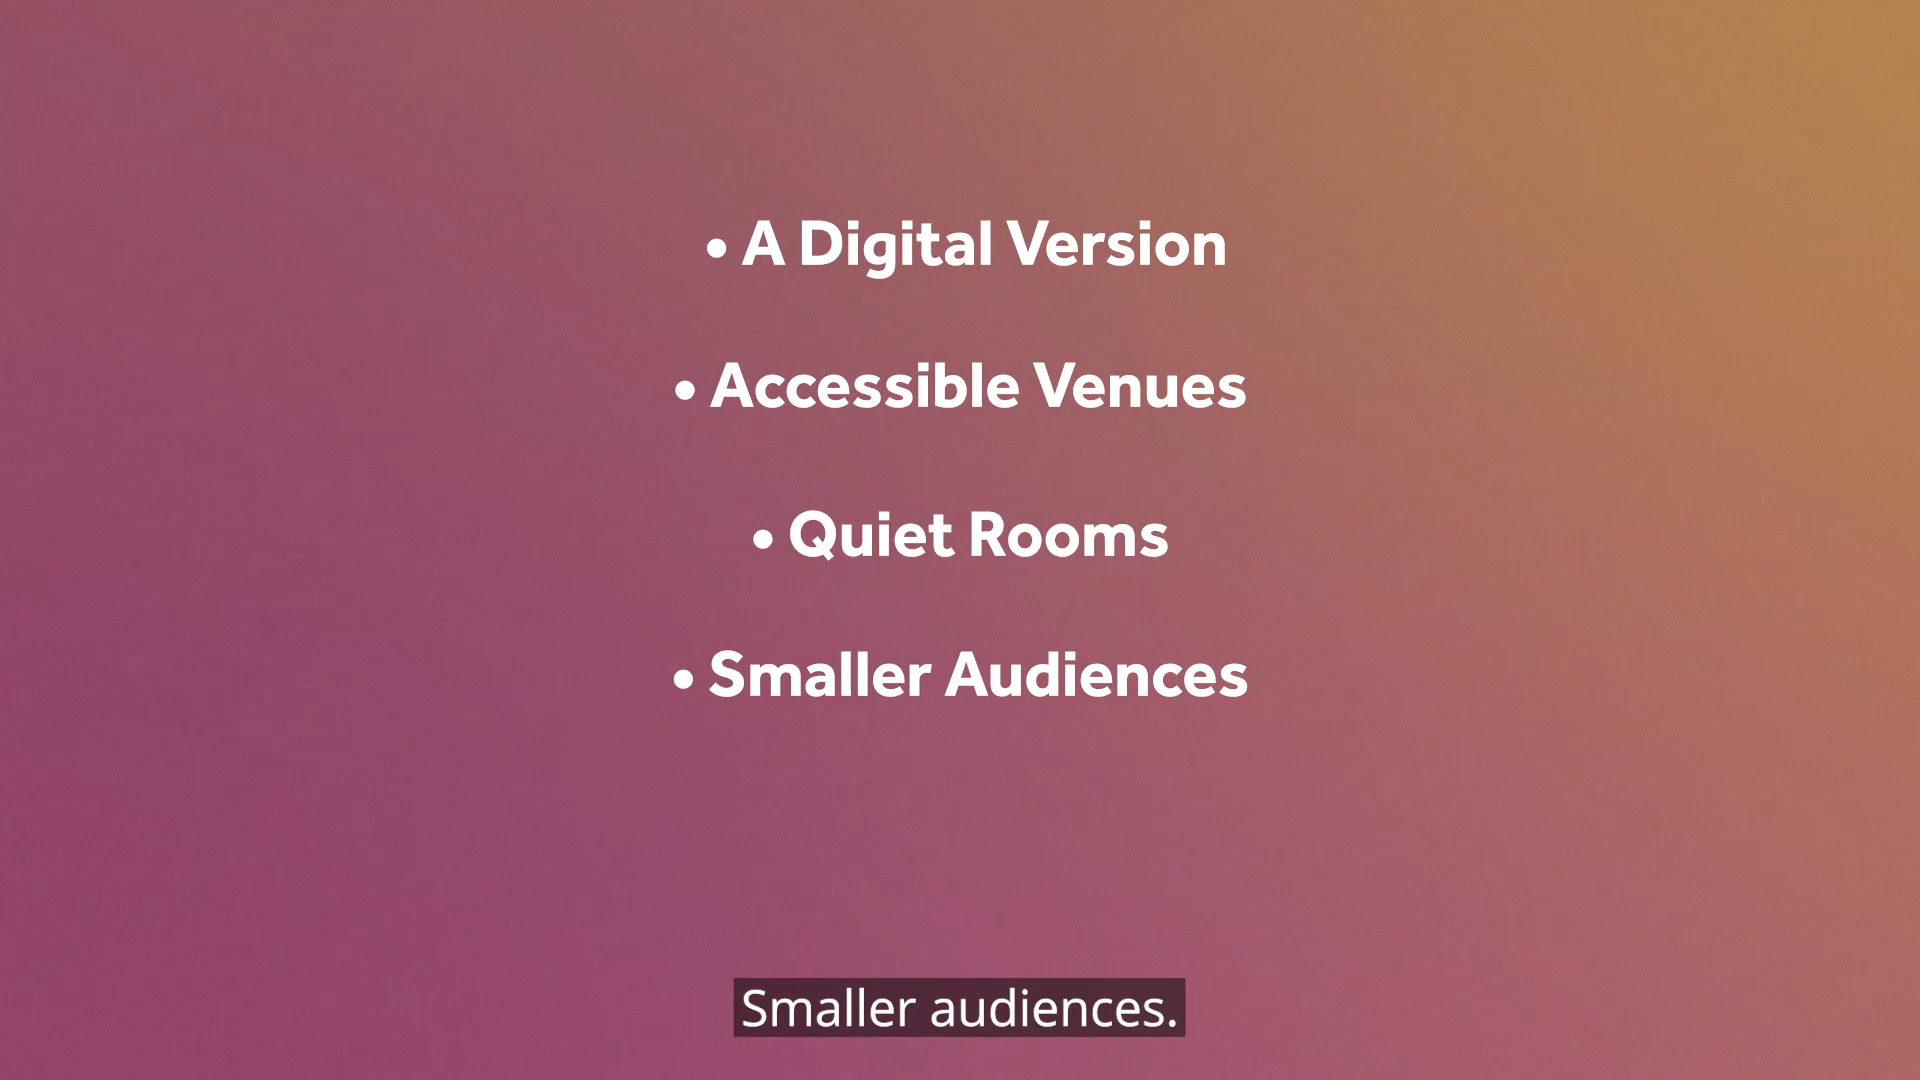 • A Digital Version
• Accessible Venues
• Quiet Rooms
• Smaller Audiences
Smaller audiences.